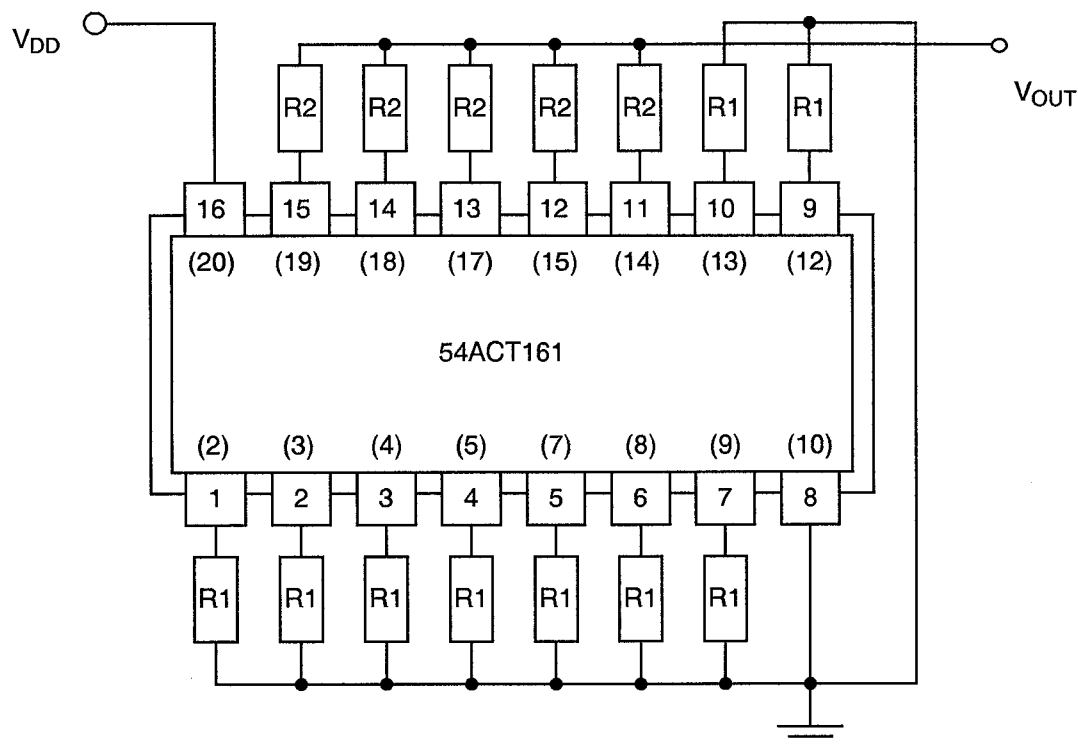 V_DD
V_OUT
R2 R2 R2 R2 R2 R1 R1
16 15 14 13 12 11 10 9
(20) (19) (18) (17) (15) (14) (13) (12)
54ACT161
(2) (3) (4) (5) (7) (8) (9) (10)
1 2 3 4 5 6 7 8
R1 R1 R1 R1 R1 R1 R1